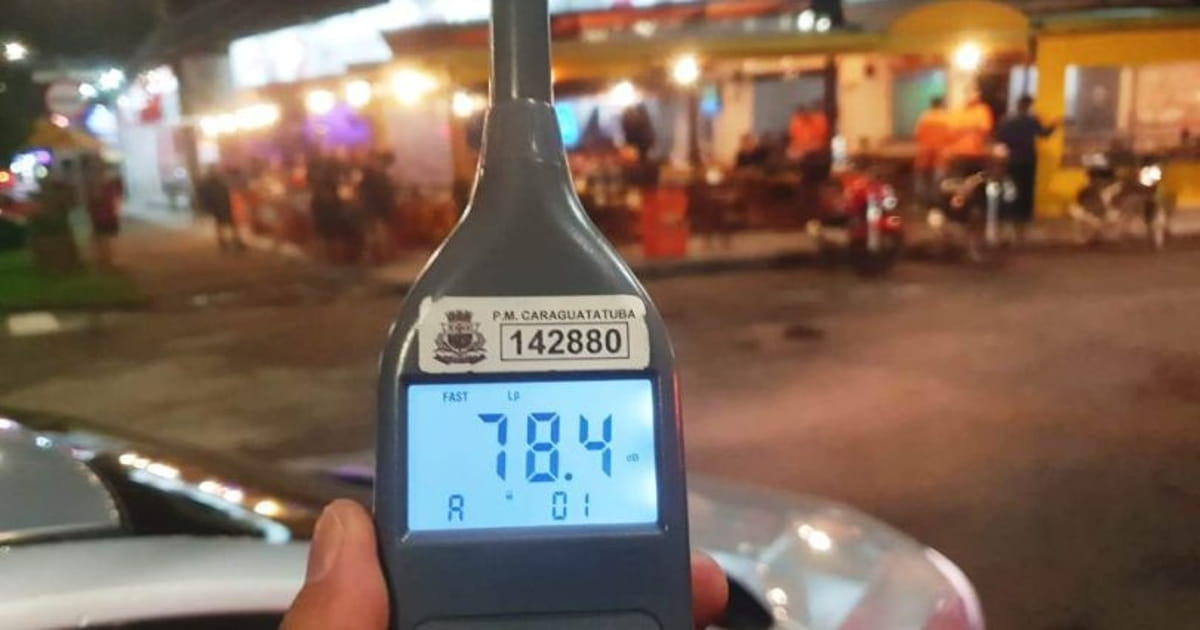 P.M. CARAGUATATUBA
142880
FAST Lp
78.4 dB
A 01